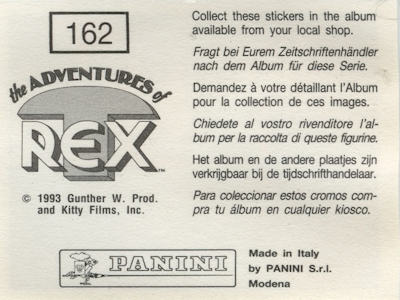 162
the ADVENTURES of
T REX™
© 1993 Gunther W. Prod.
and Kitty Films, Inc.
Collect these stickers in the album
available from your local shop.
Fragt bei Eurem Zeitschriftenhändler
nach dem Album für diese Serie.
Demandez à votre détaillant l'Album
pour la collection de ces images.
Chiedete al vostro rivenditore l'al-
bum per la raccolta di queste figurine.
Het album en de andere plaatjes zijn
verkrijgbaar bij de tijdschrifthandelaar.
Para coleccionar estos cromos com-
pra tu álbum en cualquier kiosco.
PANINI
Made in Italy
by PANINI S.r.l.
Modena